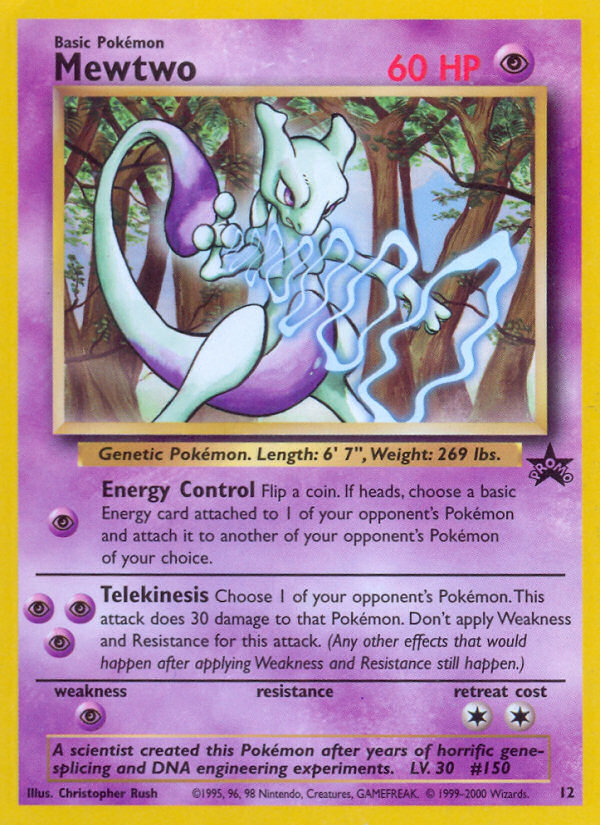 Basic Pokémon
Mewtwo
60 HP
Genetic Pokémon. Length: 6' 7", Weight: 269 lbs.
PROMO
Energy Control Flip a coin. If heads, choose a basic
Energy card attached to 1 of your opponent's Pokémon
and attach it to another of your opponent's Pokémon
of your choice.
Telekinesis Choose 1 of your opponent's Pokémon. This
attack does 30 damage to that Pokémon. Don't apply Weakness
and Resistance for this attack. (Any other effects that would
happen after applying Weakness and Resistance still happen.)
weakness resistance retreat cost
A scientist created this Pokémon after years of horrific gene-
splicing and DNA engineering experiments. LV. 30 #150
Illus. Christopher Rush ©1995, 96, 98 Nintendo, Creatures, GAMEFREAK. © 1999-2000 Wizards. 12